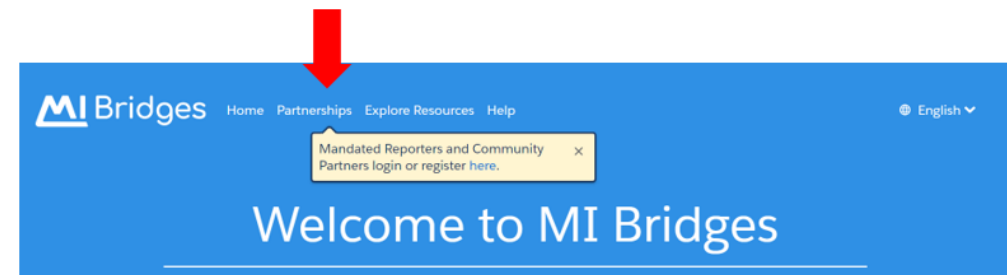 MI Bridges Home Partnerships Explore Resources Help English
Mandated Reporters and Community ×
Partners login or register here.
Welcome to MI Bridges